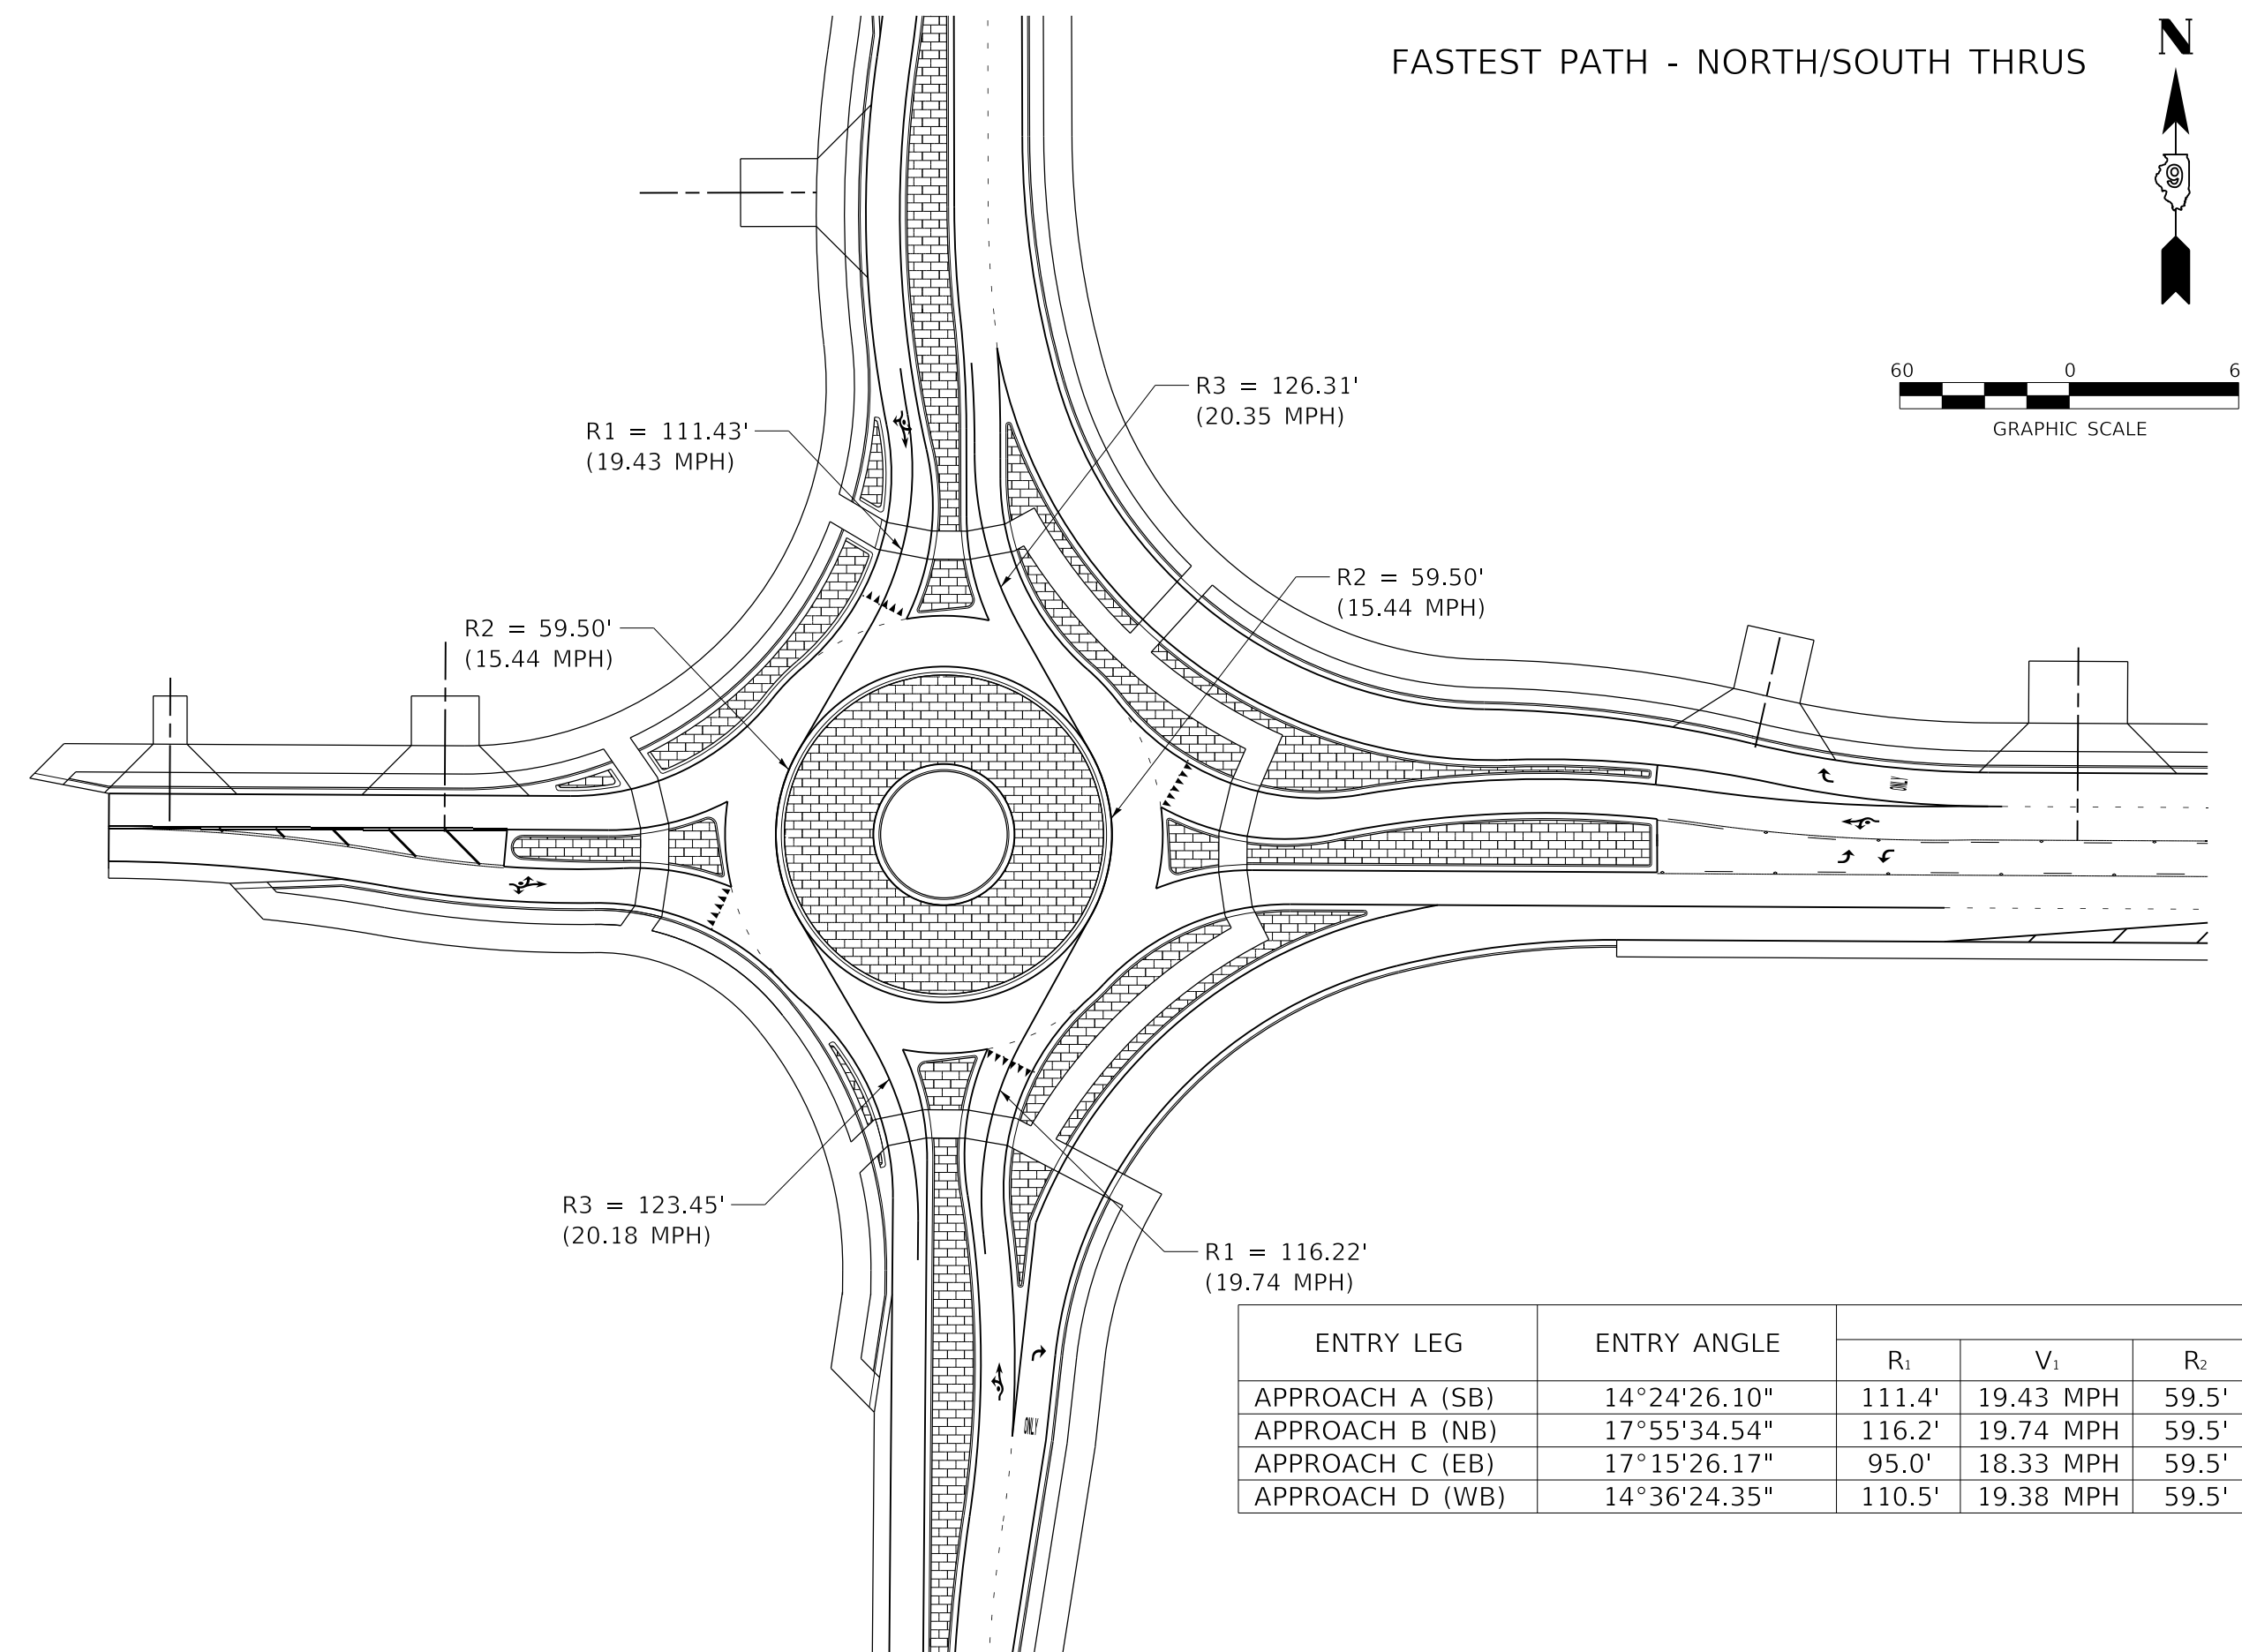 FASTEST PATH - NORTH/SOUTH THRUS
N
9
60 0 6
GRAPHIC SCALE
R3 = 126.31'
(20.35 MPH)
R1 = 111.43'
(19.43 MPH)
R2 = 59.50'
(15.44 MPH)
R2 = 59.50'
(15.44 MPH)
ONLY
R3 = 123.45'
(20.18 MPH)
R1 = 116.22'
(19.74 MPH)
ONLY
ENTRY LEG ENTRY ANGLE
R1 V1 R2
APPROACH A (SB) 14°24'26.10" 111.4' 19.43 MPH 59.5'
APPROACH B (NB) 17°55'34.54" 116.2' 19.74 MPH 59.5'
APPROACH C (EB) 17°15'26.17" 95.0' 18.33 MPH 59.5'
APPROACH D (WB) 14°36'24.35" 110.5' 19.38 MPH 59.5'